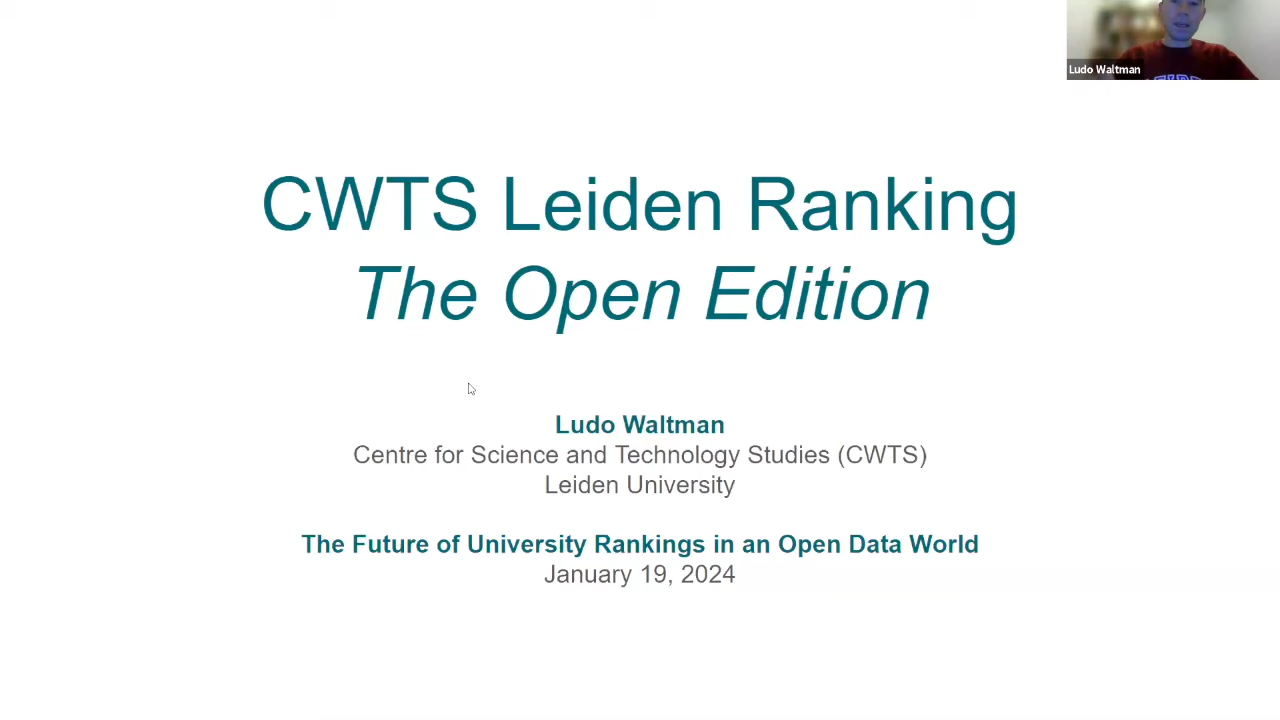 Ludo Waltman
CWTS Leiden Ranking
The Open Edition
Ludo Waltman
Centre for Science and Technology Studies (CWTS)
Leiden University
The Future of University Rankings in an Open Data World
January 19, 2024